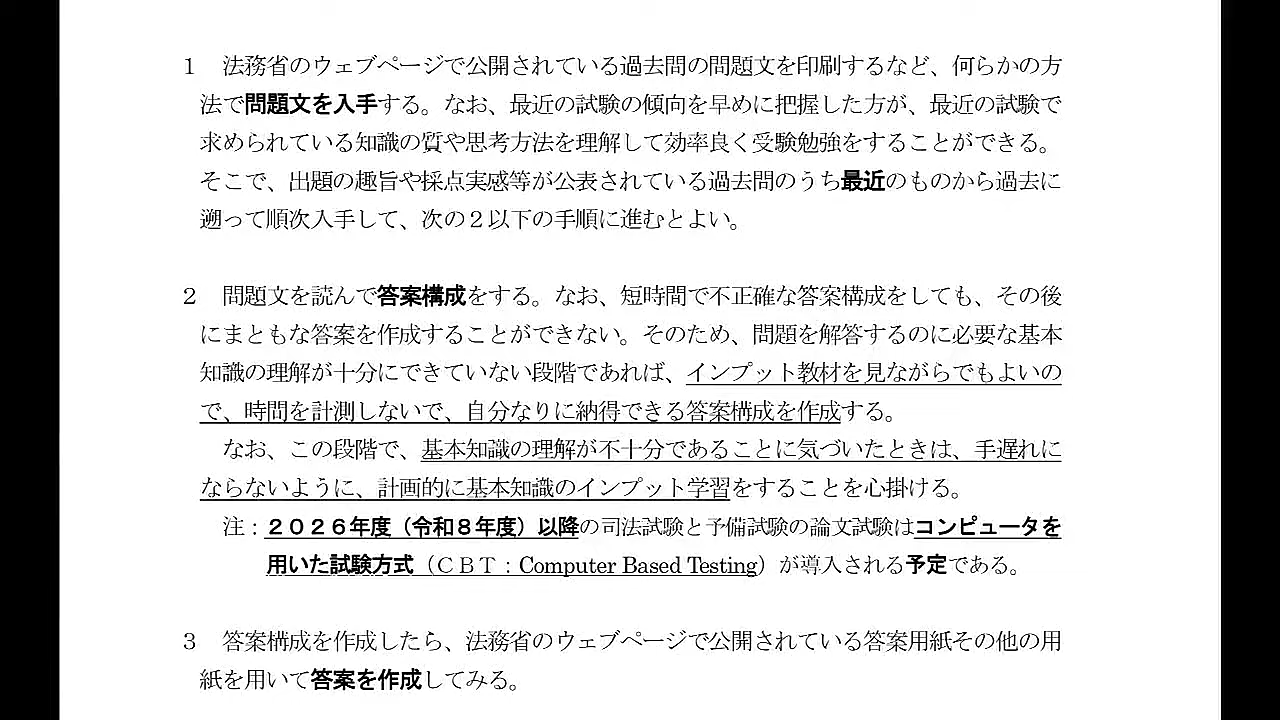 １　法務省のウェブページで公開されている過去問の問題文を印刷するなど、何らかの方
法で問題文を入手する。なお、最近の試験の傾向を早めに把握した方が、最近の試験で
求められている知識の質や思考方法を理解して効率良く受験勉強をすることができる。
そこで、出題の趣旨や採点実感等が公表されている過去問のうち最近のものから過去に
遡って順次入手して、次の２以下の手順に進むとよい。
２　問題文を読んで答案構成をする。なお、短時間で不正確な答案構成をしても、その後
にまともな答案を作成することができない。そのため、問題を解答するのに必要な基本
知識の理解が十分にできていない段階であれば、インプット教材を見ながらでもよいの
で、時間を計測しないで、自分なりに納得できる答案構成を作成する。
なお、この段階で、基本知識の理解が不十分であることに気づいたときは、手遅れに
ならないように、計画的に基本知識のインプット学習をすることを心掛ける。
注：２０２６年度（令和８年度）以降の司法試験と予備試験の論文試験はコンピュータを
用いた試験方式（ＣＢＴ：Computer Based Testing）が導入される予定である。
３　答案構成を作成したら、法務省のウェブページで公開されている答案用紙その他の用
紙を用いて答案を作成してみる。